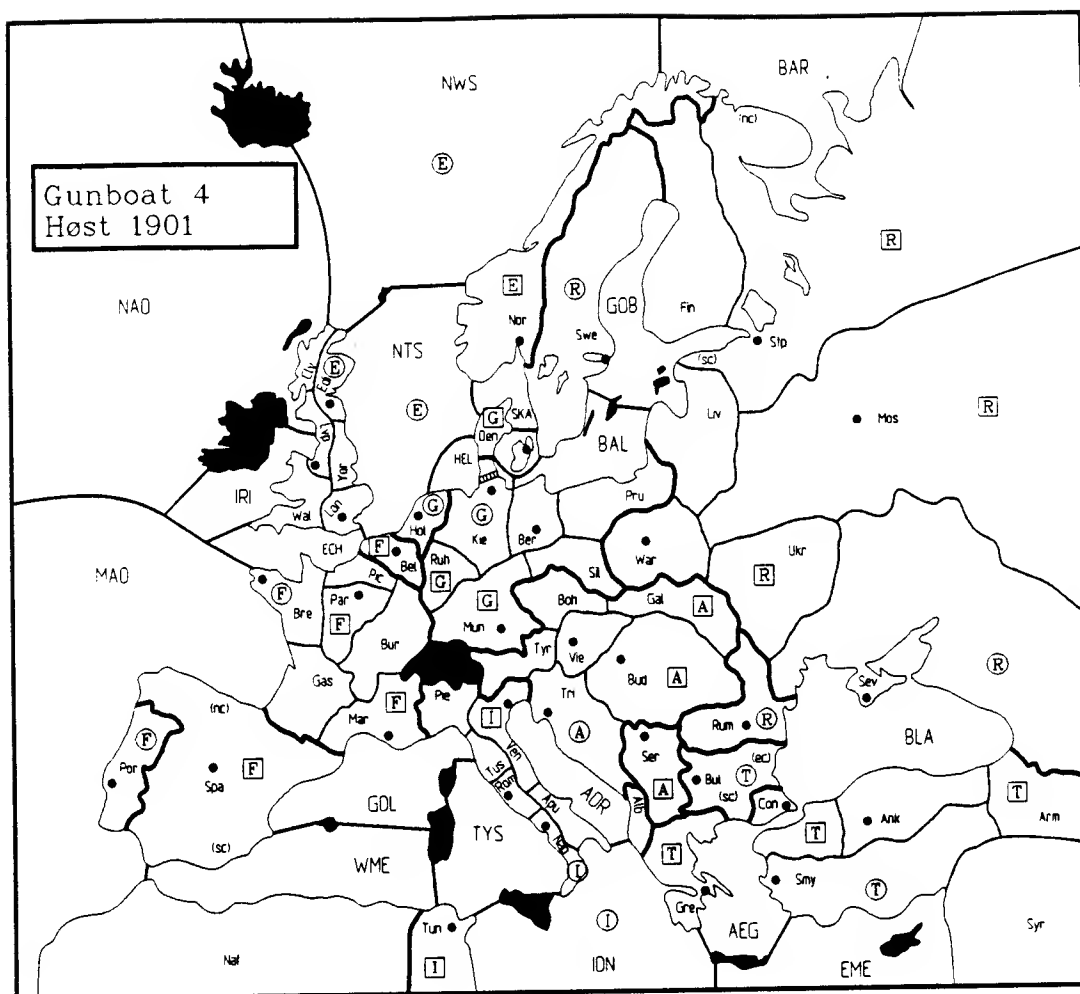 NWS
BAR
(nc)
E
Gunboat 4
Høst 1901
R
NAO
E
R
GOB
Fin
Nor
Swe
Stp
NTS
(sc)
Liv
E
Edi
E
G
SKA
Den
Liv
R
Mos
Lvp
Yor
HEL
BAL
IRI
Pru
Wal
Lon
G
Hol
G
Kie
Ber
War
Ukr
ECH
F
Bel
Ruh
Sil
R
MAO
Pic
G
F
Bre
Par
G
Boh
Gal
A
F
Mun
Bur
Tyr
Vie
R
Bud
A
Sev
Gas
Pie
Tri
(nc)
Mar
F
I
Rum
R
F
A
Ser
BLA
Por
Spa
F
Ven
(ec)
Bul
T
Tus
ADR
(sc)
Rom
A
Con
GOL
Alb
T
Arm
Apu
Ank
TYS
T
Nap
T
(sc)
WME
I
Smy
T
Gre
Tun
I
AEG
Syr
Naf
I
ION
EME